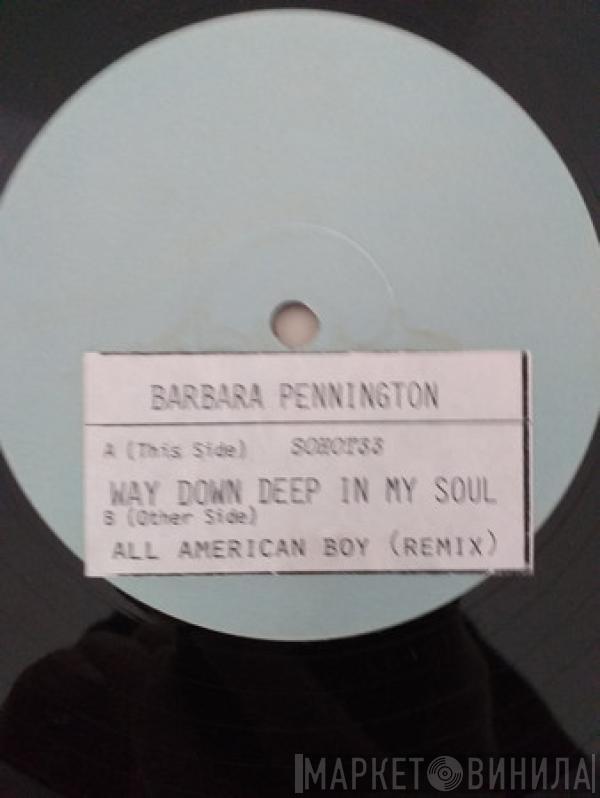 BARBARA PENNINGTON
A (This Side) SOHOT33
WAY DOWN DEEP IN MY SOUL
B (Other Side)
ALL AMERICAN BOY (REMIX)
МАРКЕТ ВИНИЛА